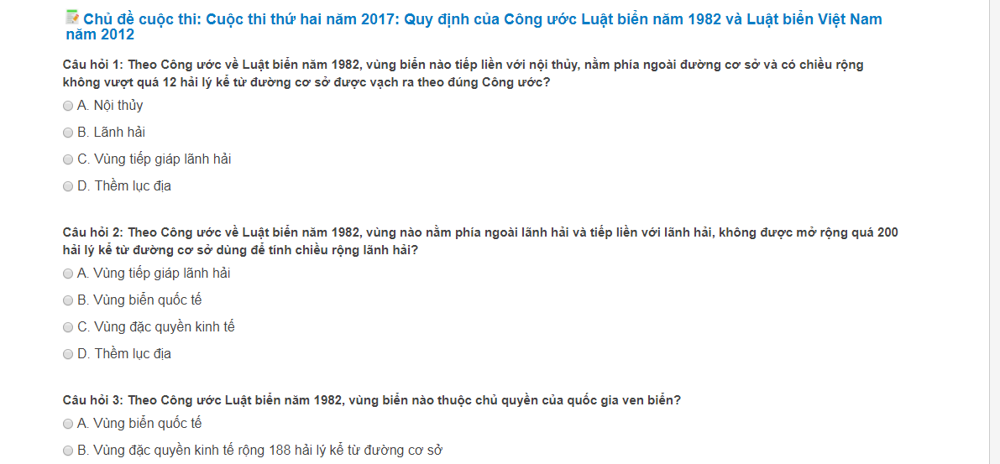 Chủ đề cuộc thi: Cuộc thi thứ hai năm 2017: Quy định của Công ước Luật biển năm 1982 và Luật biển Việt Nam
năm 2012
Câu hỏi 1: Theo Công ước về Luật biển năm 1982, vùng biển nào tiếp liền với nội thủy, nằm phía ngoài đường cơ sở và có chiều rộng
không vượt quá 12 hải lý kể từ đường cơ sở được vạch ra theo đúng Công ước?
A. Nội thủy
B. Lãnh hải
C. Vùng tiếp giáp lãnh hải
D. Thềm lục địa
Câu hỏi 2: Theo Công ước về Luật biển năm 1982, vùng nào nằm phía ngoài lãnh hải và tiếp liền với lãnh hải, không được mở rộng quá 200
hải lý kể từ đường cơ sở dùng để tính chiều rộng lãnh hải?
A. Vùng tiếp giáp lãnh hải
B. Vùng biển quốc tế
C. Vùng đặc quyền kinh tế
D. Thềm lục địa
Câu hỏi 3: Theo Công ước Luật biển năm 1982, vùng biển nào thuộc chủ quyền của quốc gia ven biển?
A. Vùng biển quốc tế
B. Vùng đặc quyền kinh tế rộng 188 hải lý kể từ đường cơ sở